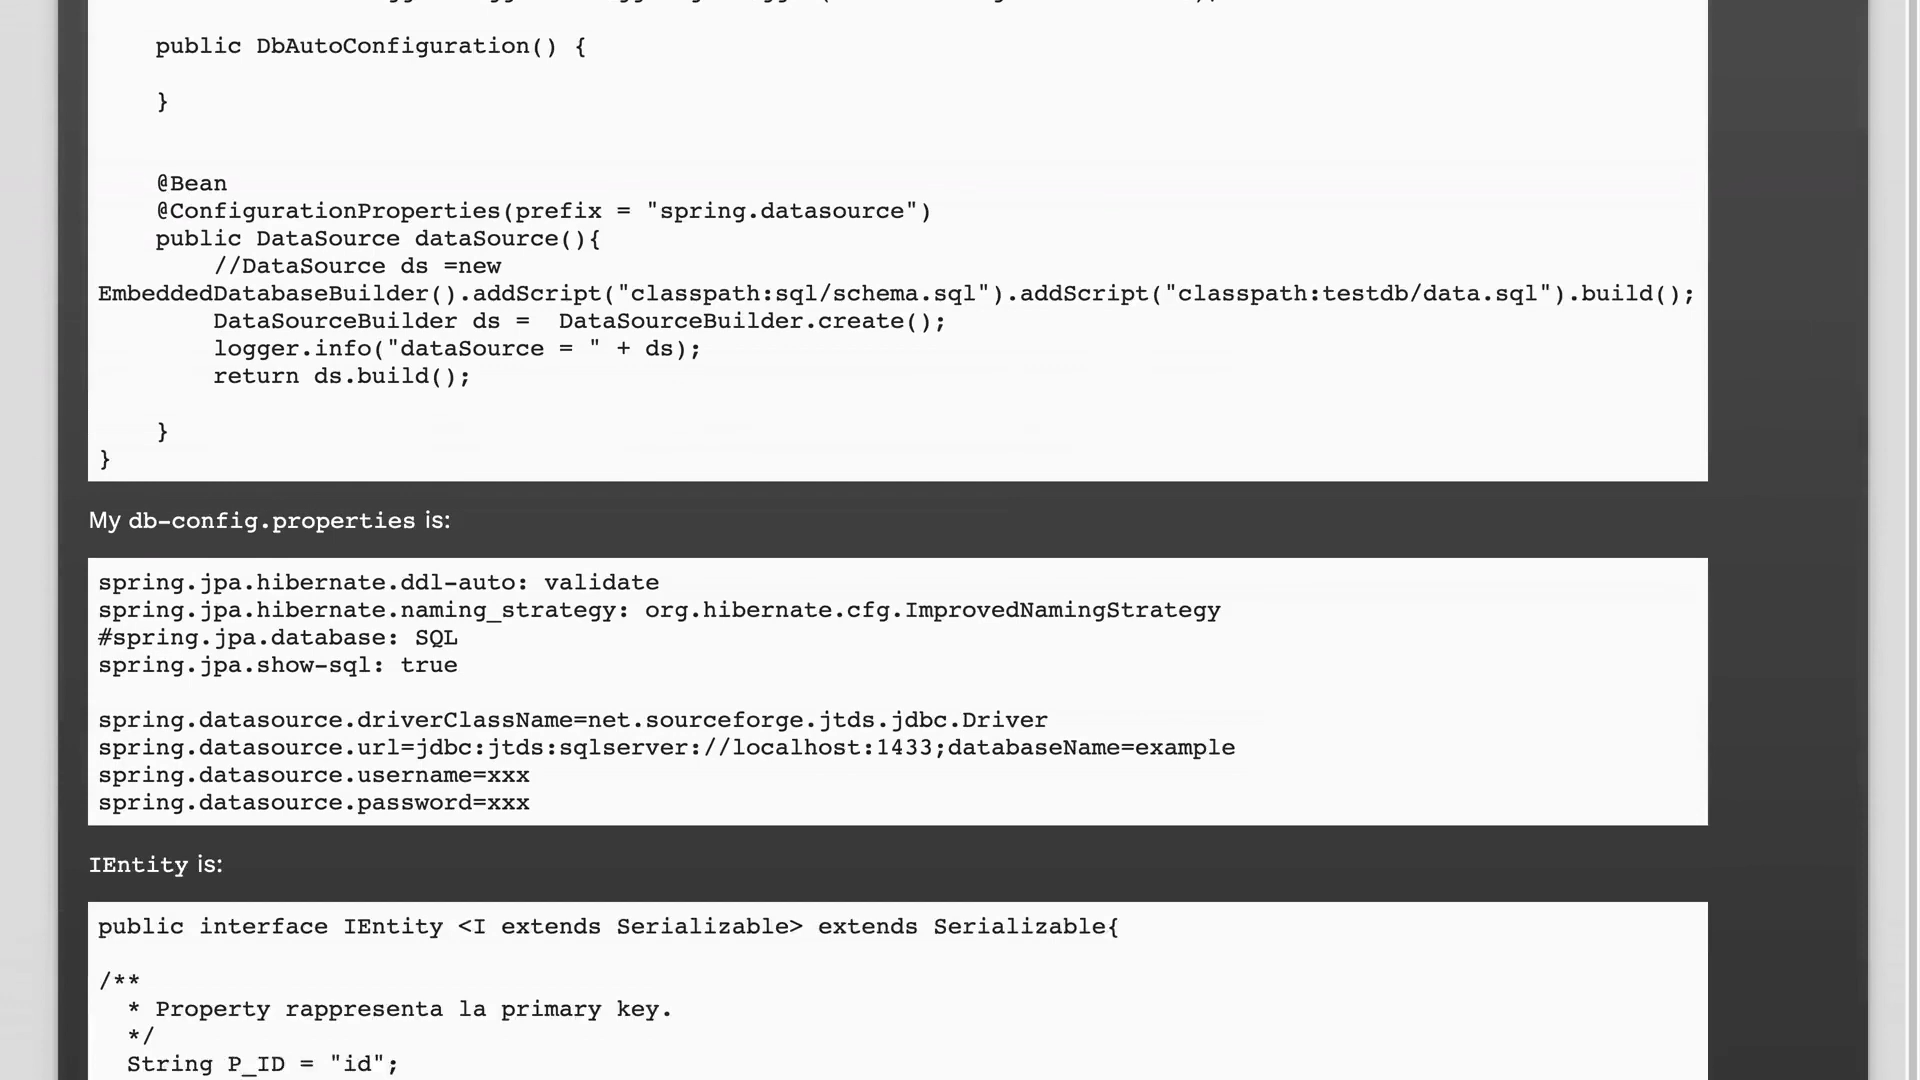 public DbAutoConfiguration() {
}
@Bean
@ConfigurationProperties(prefix = "spring.datasource")
public DataSource dataSource(){
//DataSource ds =new
EmbeddedDatabaseBuilder().addScript("classpath:sql/schema.sql").addScript("classpath:testdb/data.sql").build();
DataSourceBuilder ds =  DataSourceBuilder.create();
logger.info("dataSource = " + ds);
return ds.build();
}
}
My db-config.properties is:
spring.jpa.hibernate.ddl-auto: validate
spring.jpa.hibernate.naming_strategy: org.hibernate.cfg.ImprovedNamingStrategy
#spring.jpa.database: SQL
spring.jpa.show-sql: true
spring.datasource.driverClassName=net.sourceforge.jtds.jdbc.Driver
spring.datasource.url=jdbc:jtds:sqlserver://localhost:1433;databaseName=example
spring.datasource.username=xxx
spring.datasource.password=xxx
IEntity is:
public interface IEntity <I extends Serializable> extends Serializable{
/**
* Property rappresenta la primary key.
*/
String P_ID = "id";